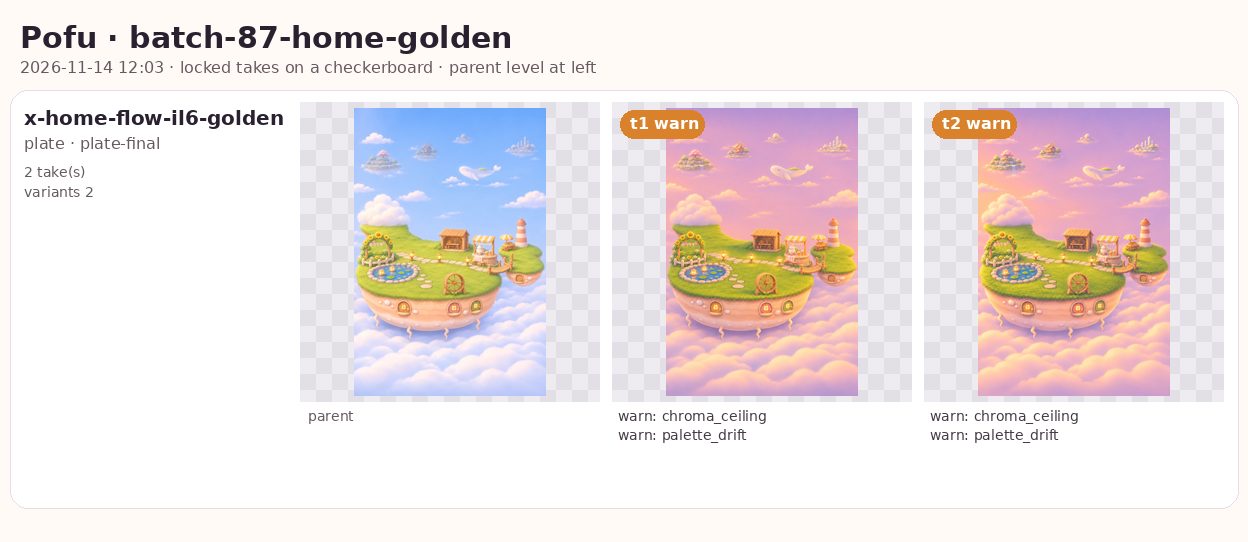 Pofu · batch-87-home-golden
2026-11-14 12:03 · locked takes on a checkerboard · parent level at left
x-home-flow-il6-golden
plate · plate-final
2 take(s)
variants 2
parent
t1 warn
warn: chroma_ceiling
warn: palette_drift
t2 warn
warn: chroma_ceiling
warn: palette_drift